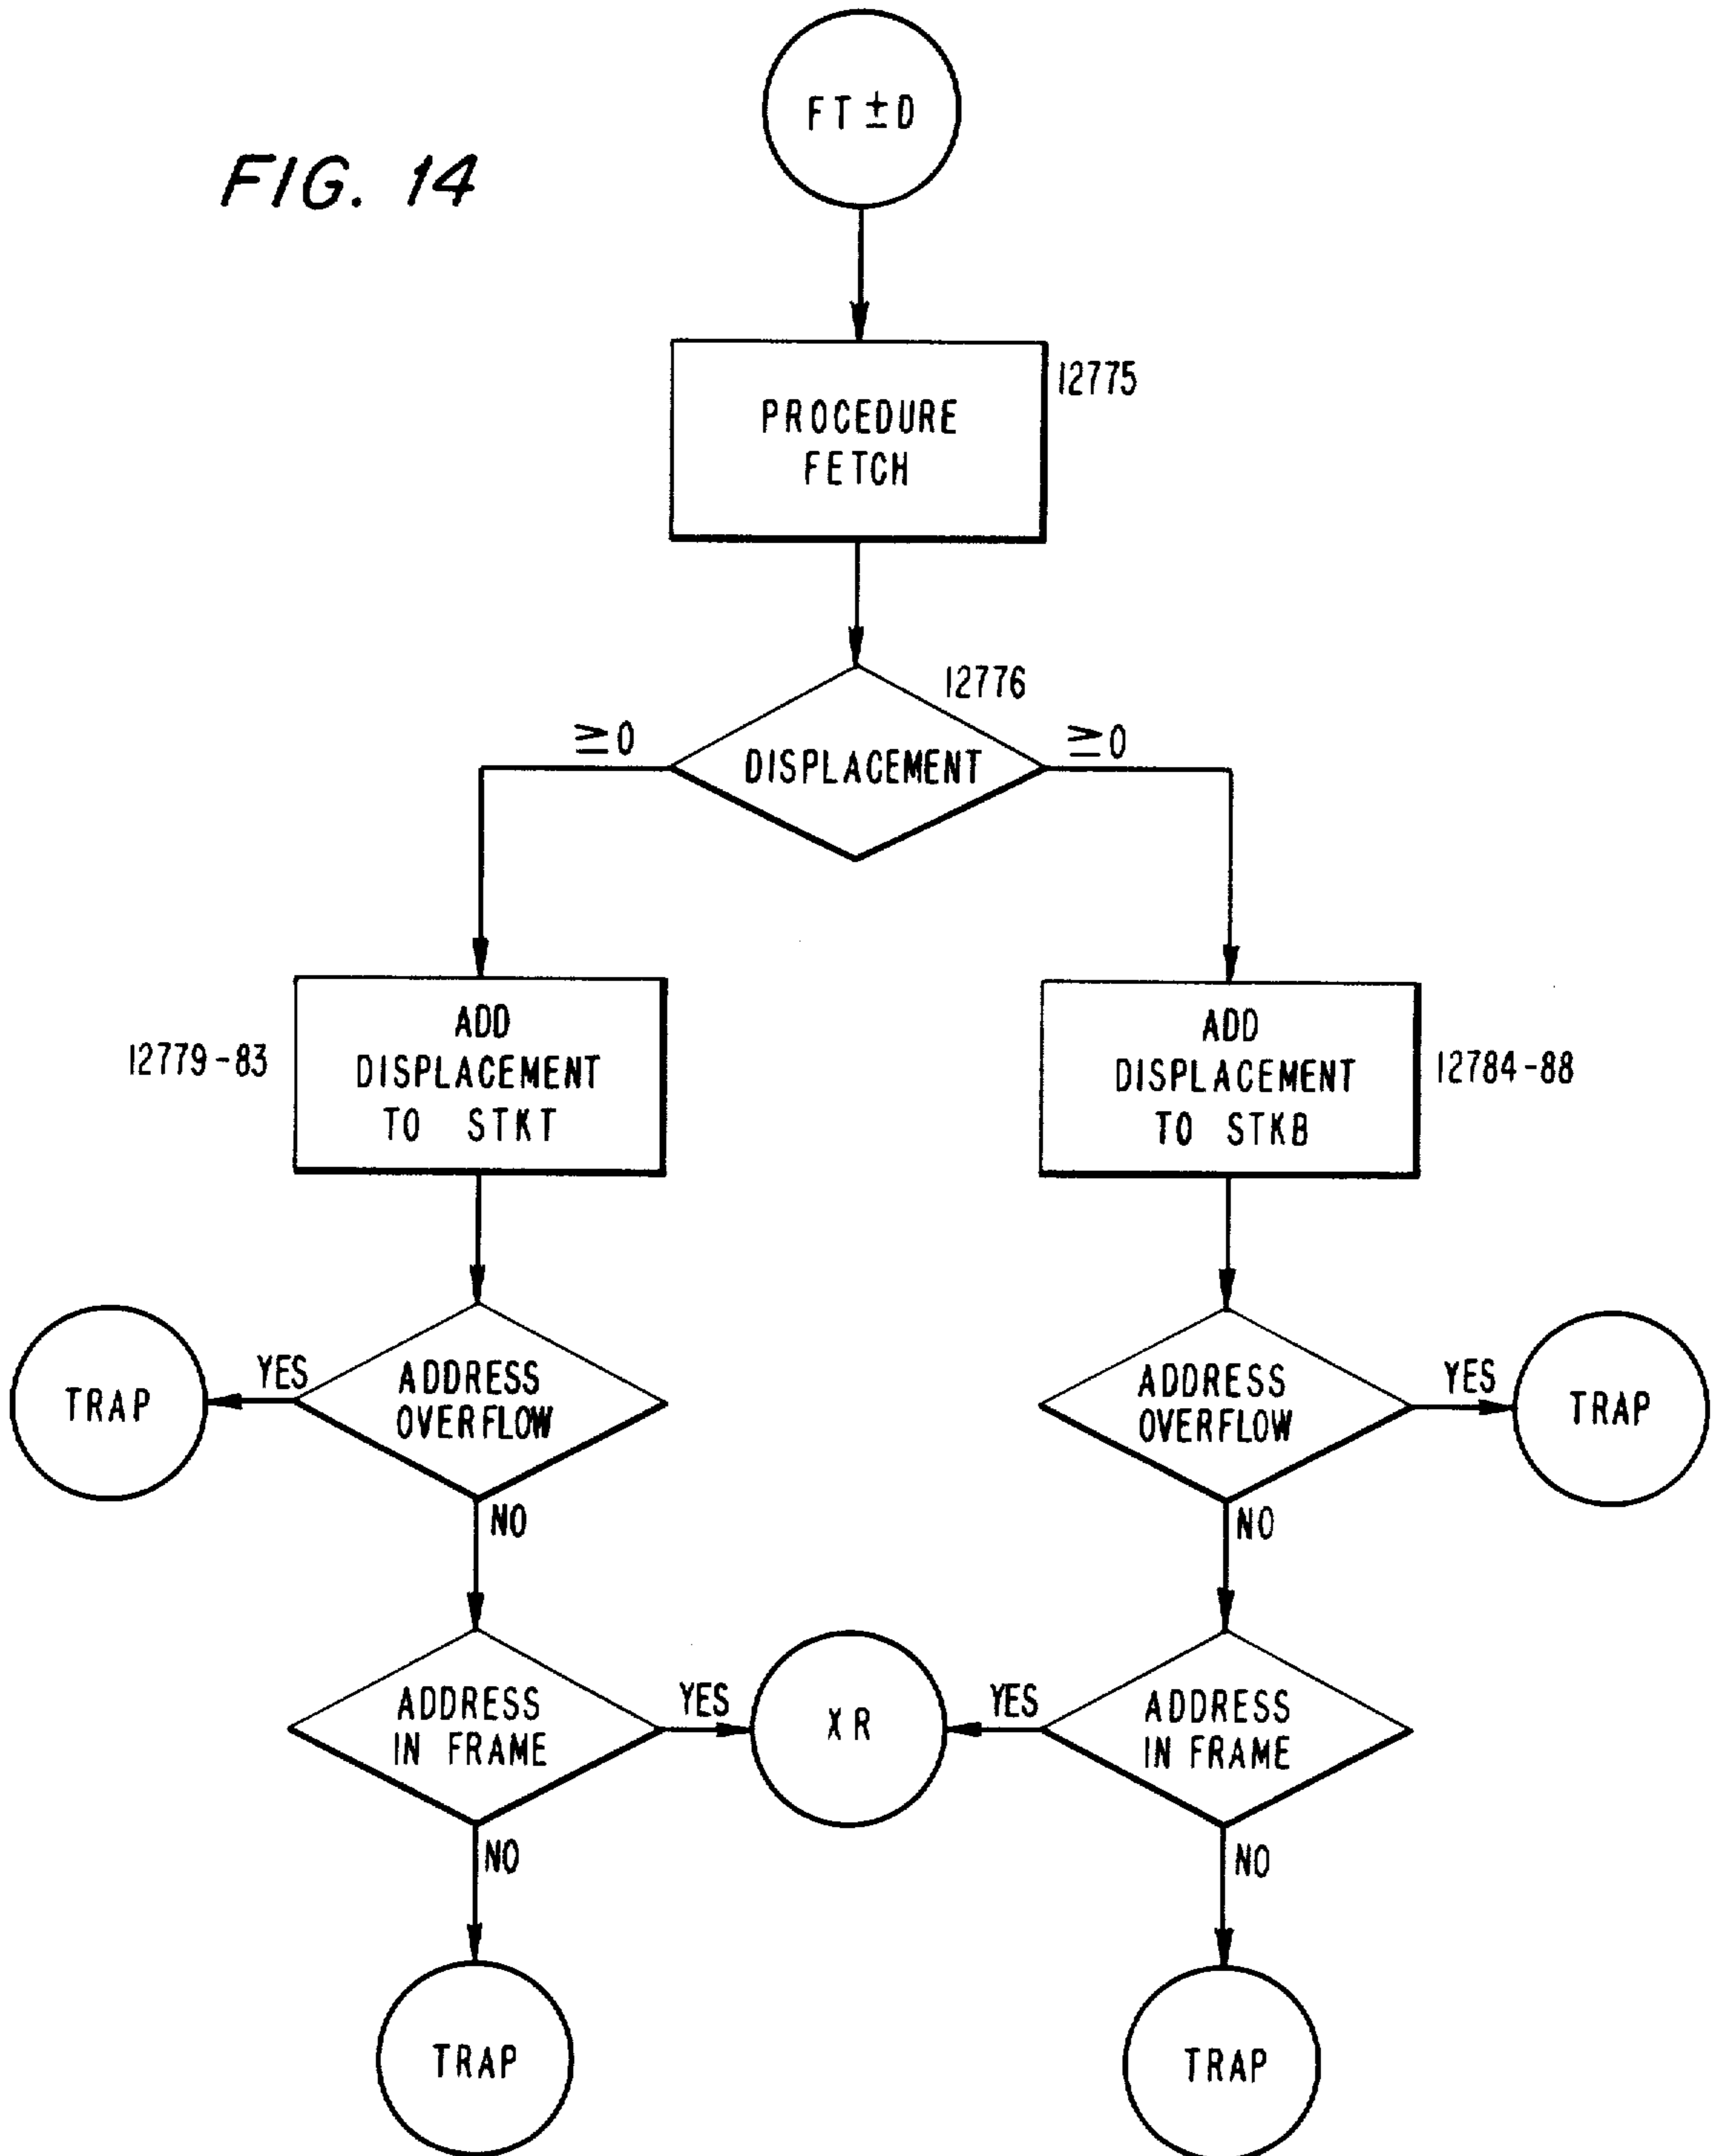 FIG. 14
FT ± D
PROCEDURE
FETCH
12775
12776
≥0
DISPLACEMENT
≥0
12779-83
ADD
DISPLACEMENT
TO STKT
ADD
DISPLACEMENT
TO STKB
12784-88
TRAP
YES
ADDRESS
OVERFLOW
ADDRESS
OVERFLOW
YES
TRAP
NO
NO
ADDRESS
IN FRAME
YES
XR
YES
ADDRESS
IN FRAME
NO
NO
TRAP
TRAP